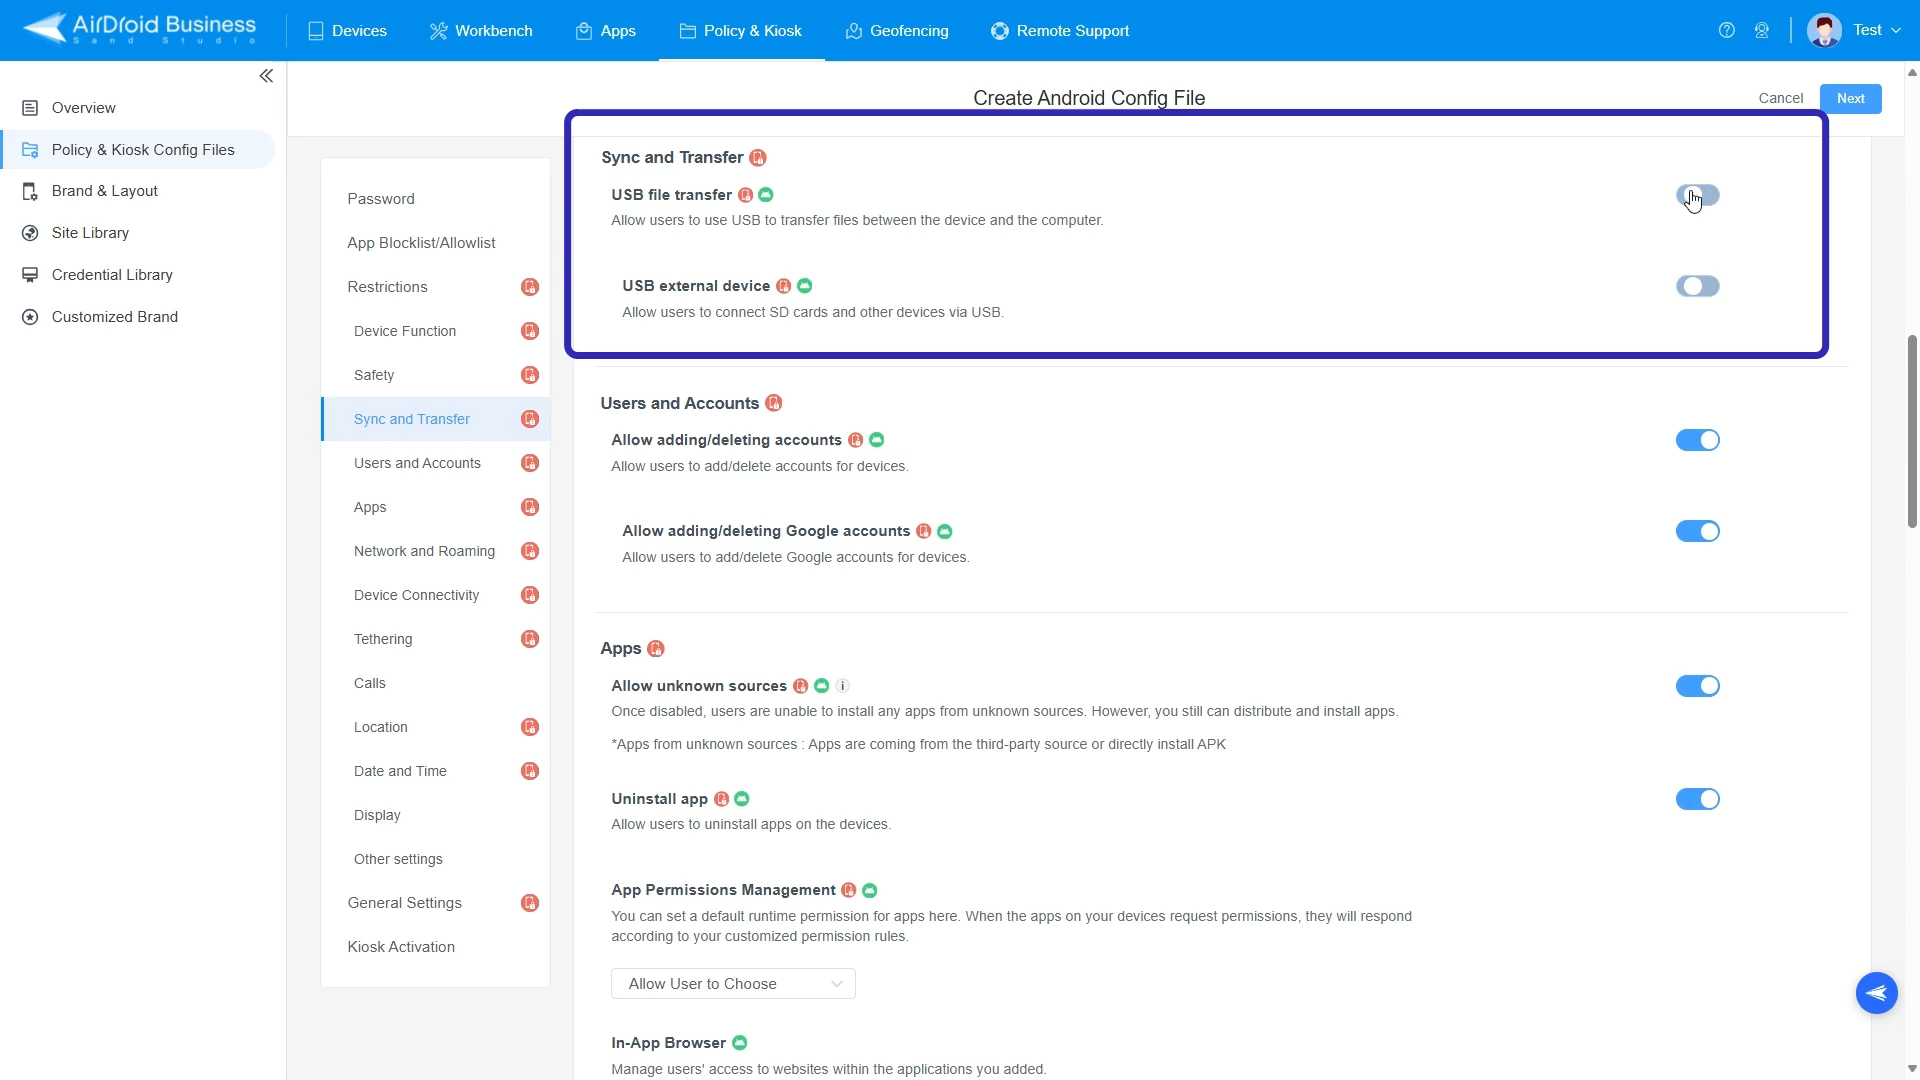 AirDroid Business
Sand Studio
Devices
Workbench
Apps
Policy & Kiosk
Geofencing
Remote Support
Test
Overview
Policy & Kiosk Config Files
Brand & Layout
Site Library
Credential Library
Customized Brand
Create Android Config File
Cancel
Next
Password
App Blocklist/Allowlist
Restrictions
Device Function
Safety
Sync and Transfer
Users and Accounts
Apps
Network and Roaming
Device Connectivity
Tethering
Calls
Location
Date and Time
Display
Other settings
General Settings
Kiosk Activation
Sync and Transfer
USB file transfer
Allow users to use USB to transfer files between the device and the computer.
USB external device
Allow users to connect SD cards and other devices via USB.
Users and Accounts
Allow adding/deleting accounts
Allow users to add/delete accounts for devices.
Allow adding/deleting Google accounts
Allow users to add/delete Google accounts for devices.
Apps
Allow unknown sources
Once disabled, users are unable to install any apps from unknown sources. However, you still can distribute and install apps.
*Apps from unknown sources : Apps are coming from the third-party source or directly install APK
Uninstall app
Allow users to uninstall apps on the devices.
App Permissions Management
You can set a default runtime permission for apps here. When the apps on your devices request permissions, they will respond
according to your customized permission rules.
Allow User to Choose
In-App Browser
Manage users' access to websites within the applications you added.